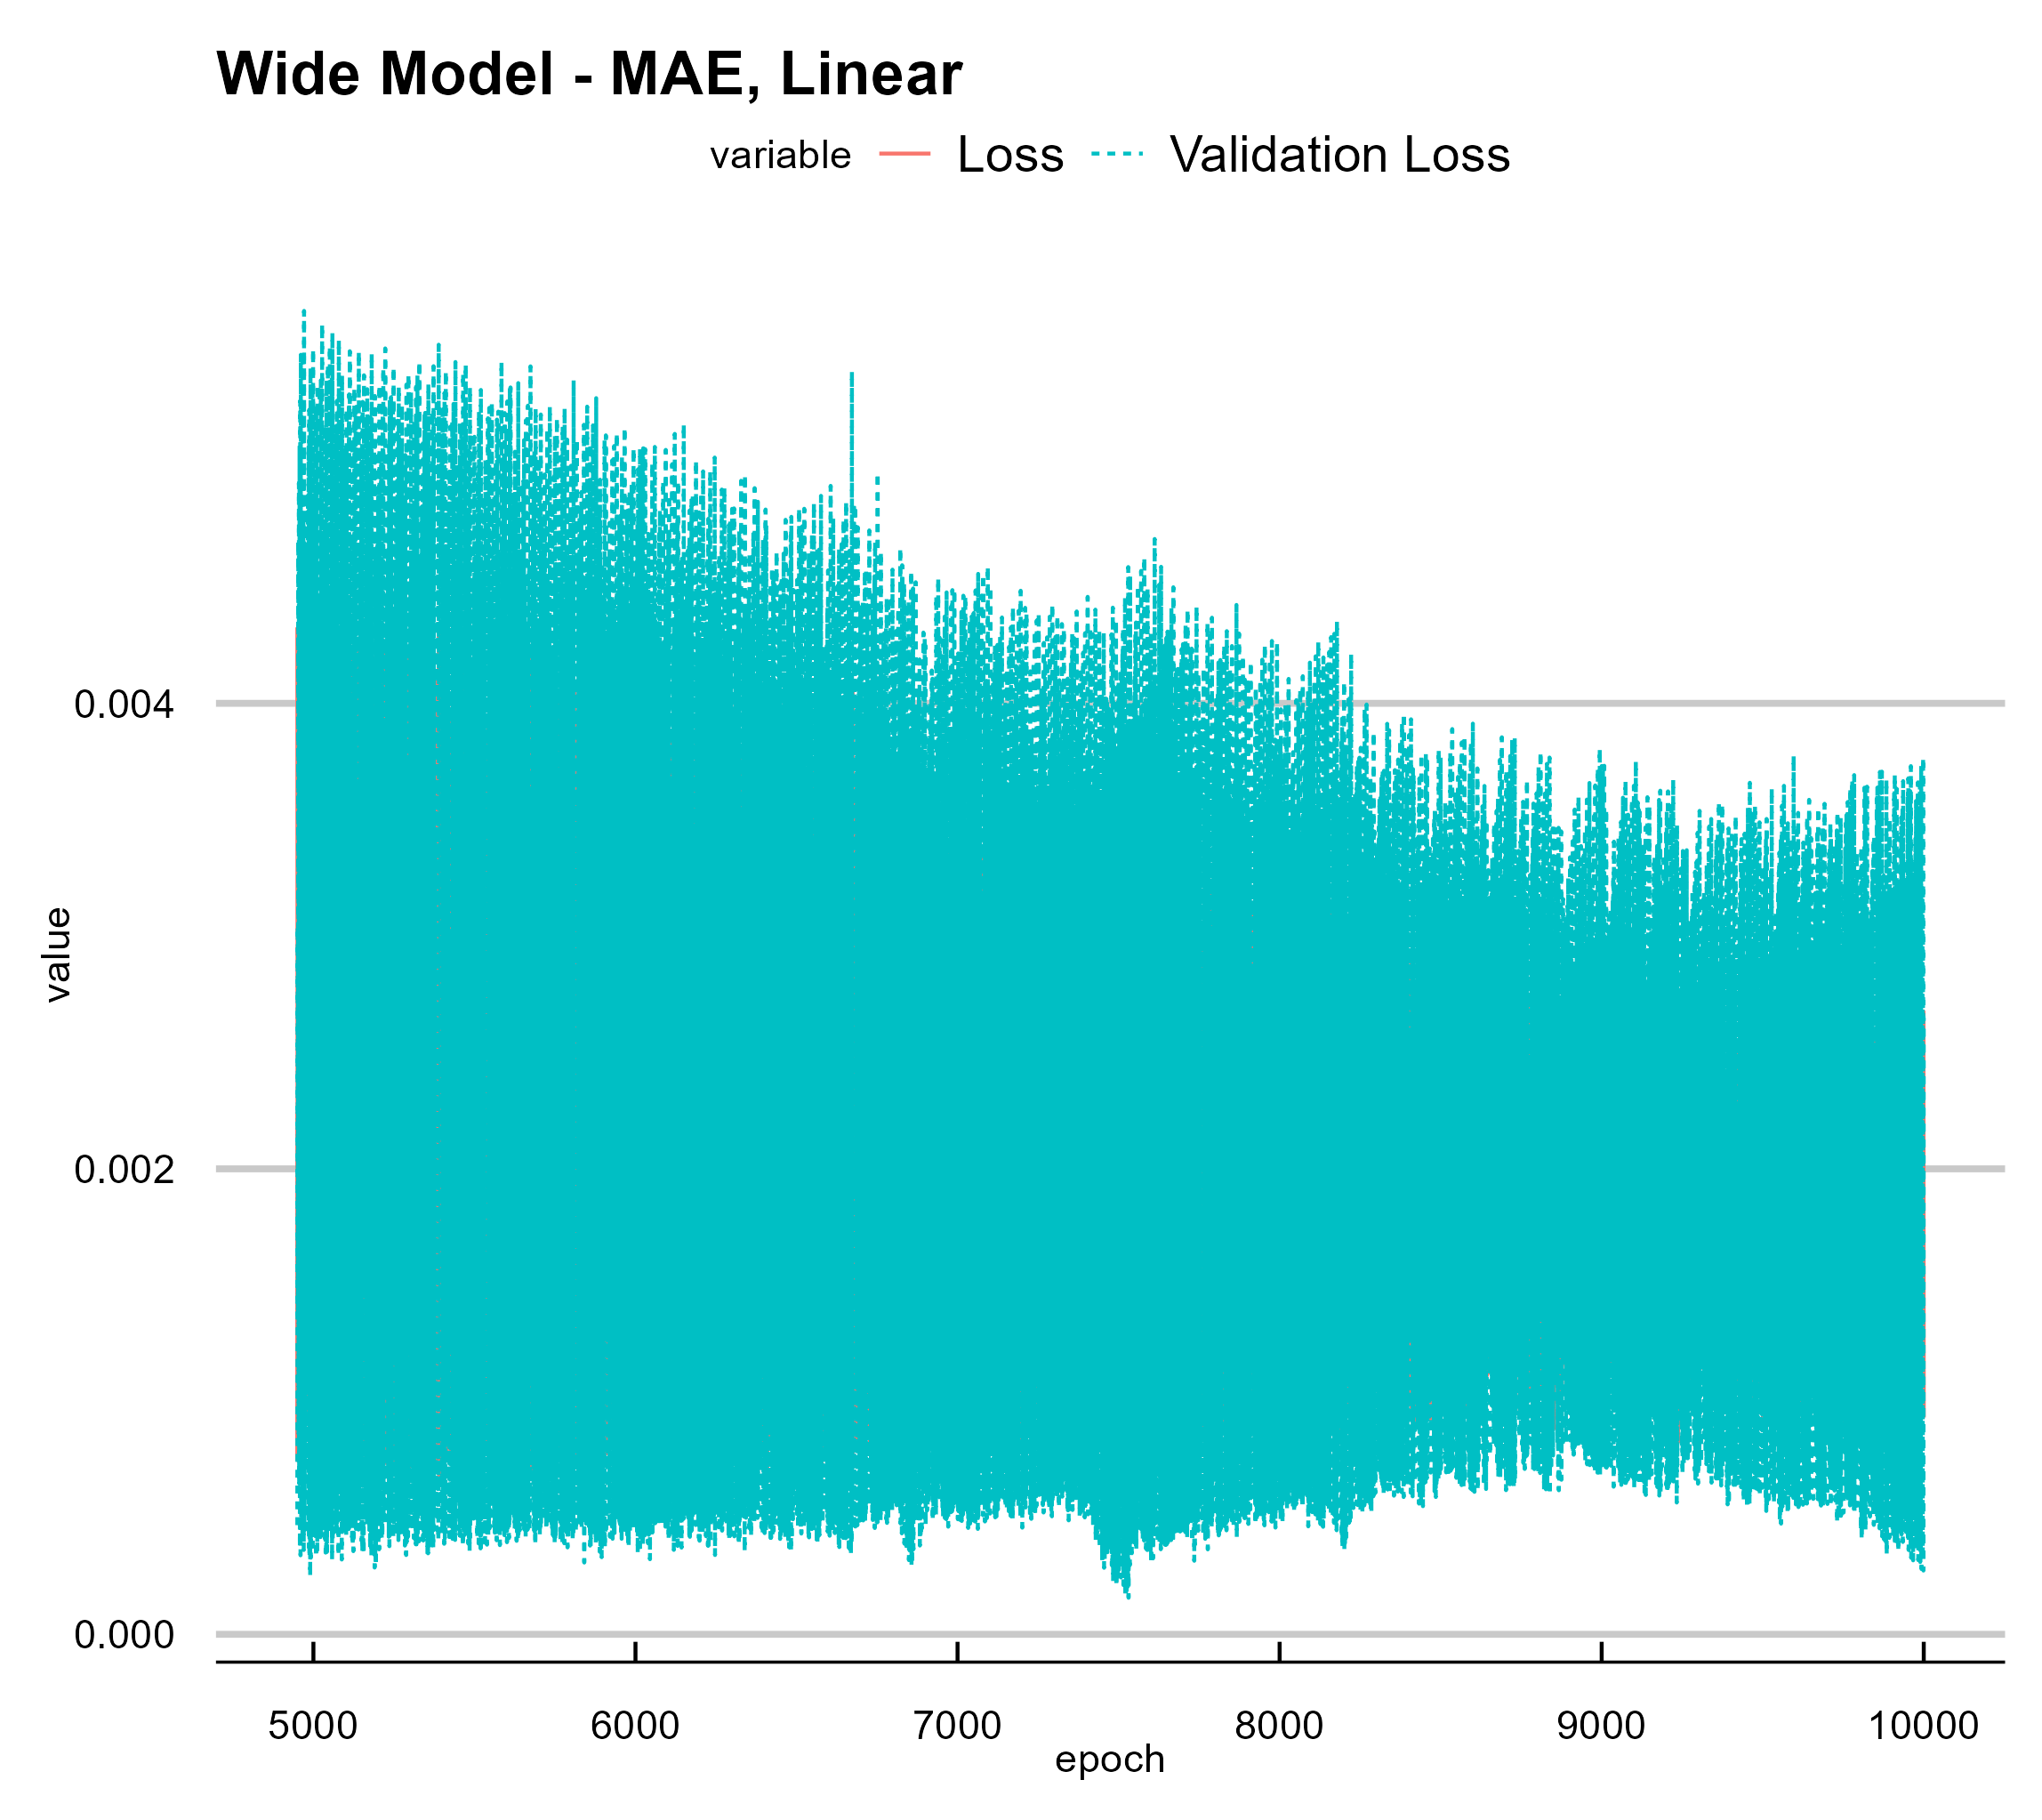 Wide Model - MAE, Linear
variable Loss Validation Loss
0.004
value
0.002
0.000
5000 6000 7000 8000 9000 10000
epoch